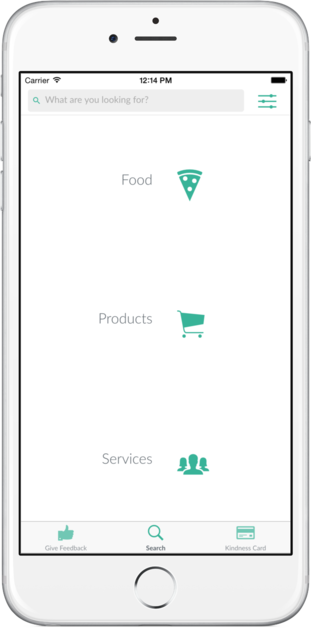 Carrier 12:14 PM
What are you looking for?
Food
Products
Services
Give Feedback Search Kindness Card